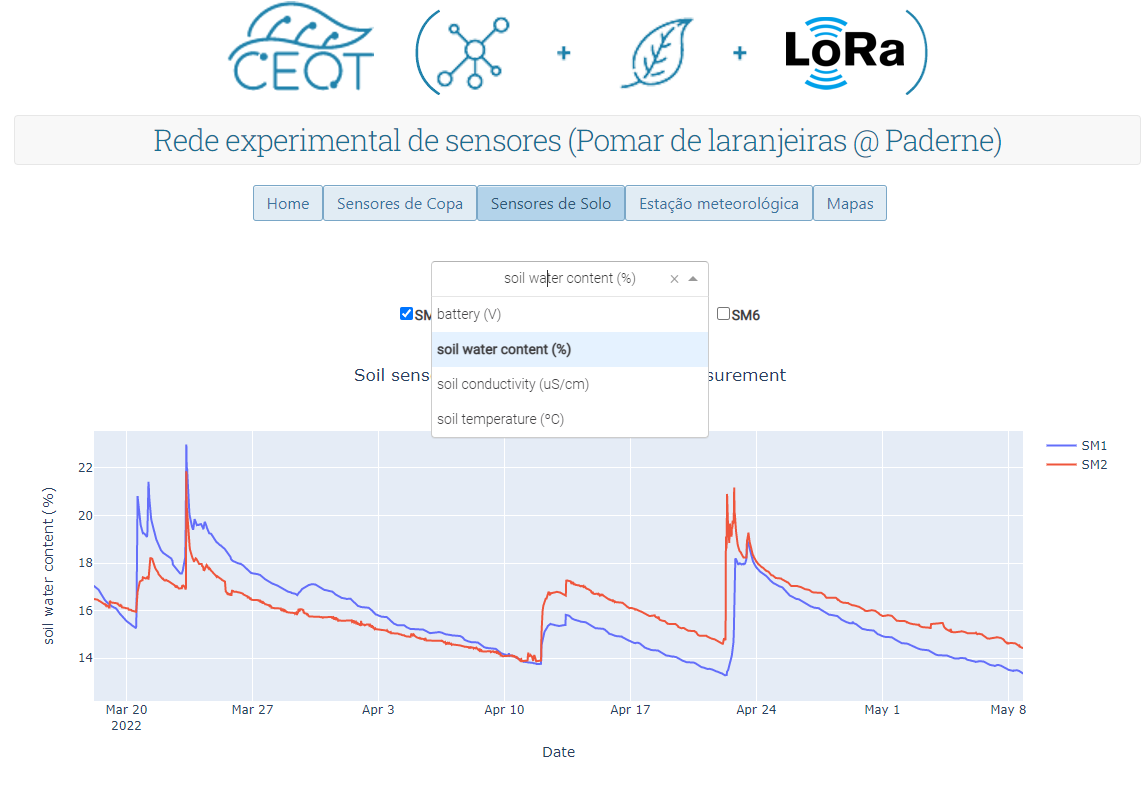 CEOT ( + + LoRa )
Rede experimental de sensores (Pomar de laranjeiras @ Paderne)
Home Sensores de Copa Sensores de Solo Estação meteorológica Mapas
soil water content (%) ×
SM SM6
battery (V)
soil water content (%)
Soil sens surement
soil conductivity (uS/cm)
soil temperature (ºC)
SM1
SM2
22
20
18
16
14
soil water content (%)
Mar 20 Mar 27 Apr 3 Apr 10 Apr 17 Apr 24 May 1 May 8
2022
Date